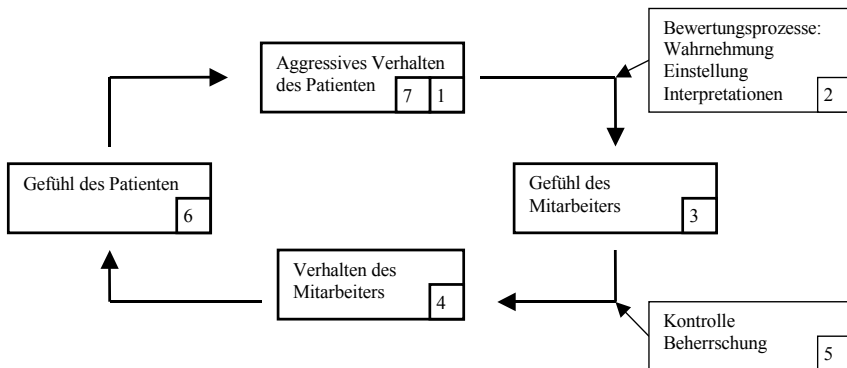 Aggressives Verhalten
des Patienten
7 1
Bewertungsprozesse:
Wahrnehmung
Einstellung
Interpretationen
2
Gefühl des Patienten
6
Gefühl des
Mitarbeiters
3
Verhalten des
Mitarbeiters
4
Kontrolle
Beherrschung
5